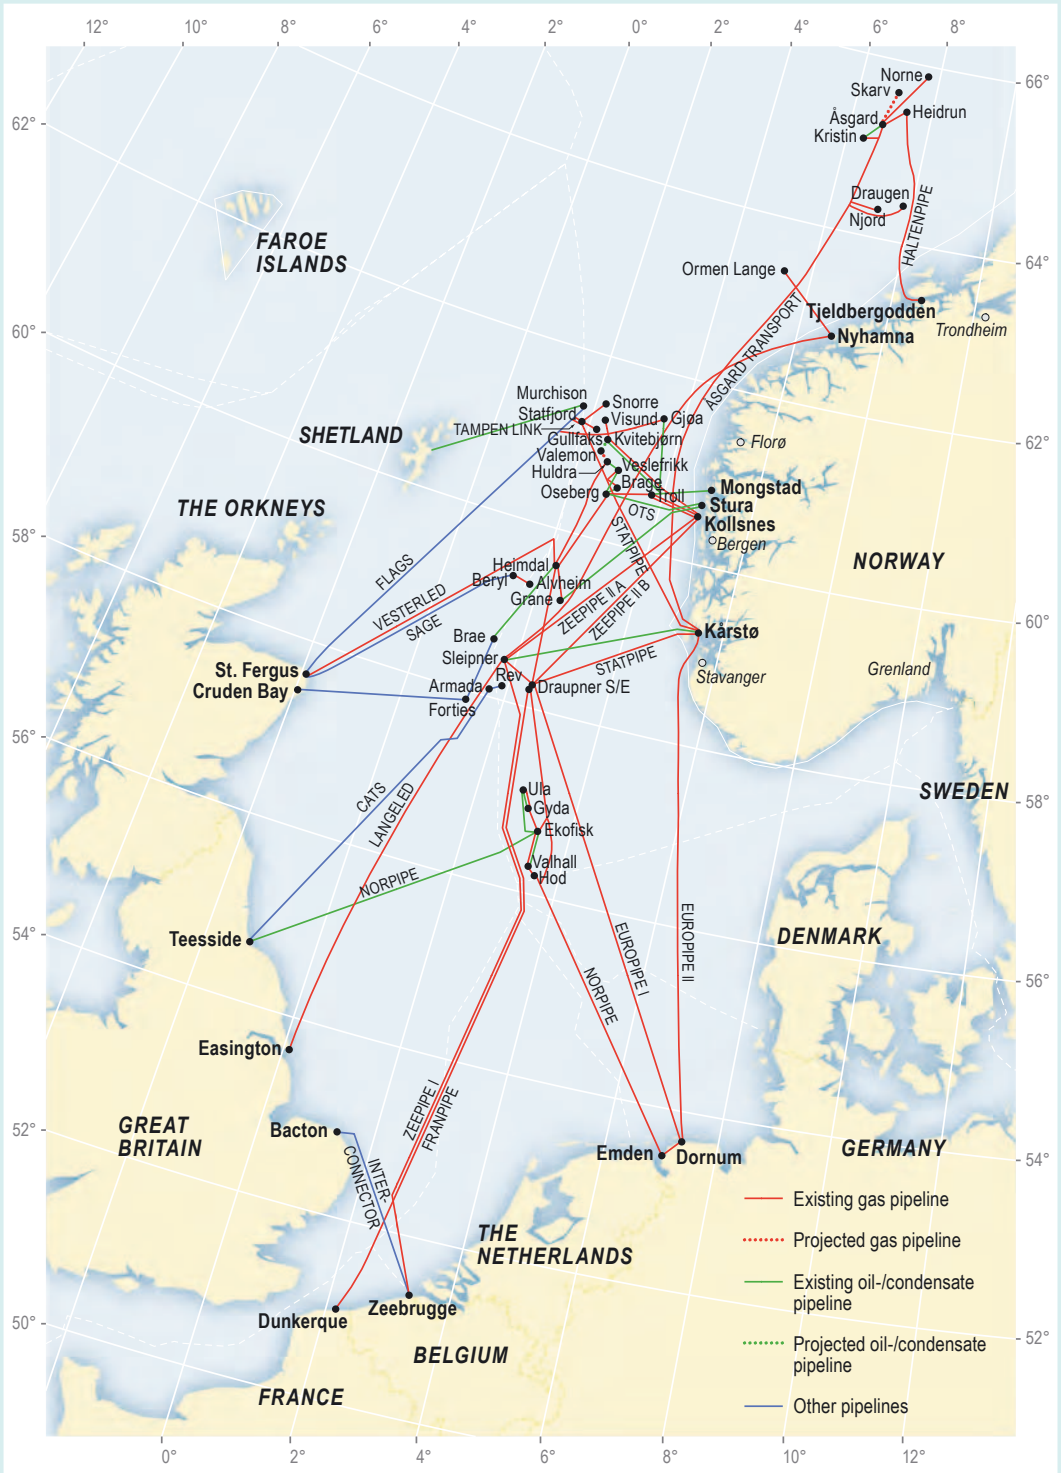 12°
10°
8°
6°
4°
2°
0°
2°
4°
6°
8°
Norne
66°
Skarv
Åsgard
Heidrun
62°
Kristin
Draugen
Njord
HALTENPIPE
FAROE
ISLANDS
64°
Ormen Lange
Tjeldbergodden
Trondheim
60°
Nyhamna
ÅSGARD TRANSPORT
Murchison
Snorre
Statfjord
Visund
Gjøa
TAMPEN LINK
SHETLAND
Gullfaks
Kvitebjørn
Florø
62°
Valemon
Huldra
Veslefrikk
Brage
Oseberg
Troll
Mongstad
THE ORKNEYS
OTS
Stura
Kollsnes
58°
Bergen
STATPIPE
NORWAY
FLAGS
Heimdal
Beryl
Alvheim
VESTERLED
Grane
ZEEPIPE II A
ZEEPIPE II B
SAGE
60°
Brae
Kårstø
Sleipner
STATPIPE
St. Fergus
Rev
Stavanger
Grenland
Cruden Bay
Armada
Draupner S/E
Forties
56°
CATS
LANGELED
Ula
SWEDEN
58°
Gyda
Ekofisk
Valhall
Hod
NORPIPE
54°
Teesside
EUROPIPE II
DENMARK
EUROPIPE I
NORPIPE
56°
Easington
ZEEPIPE I
FRANPIPE
52°
GREAT
BRITAIN
Bacton
INTER-
CONNECTOR
Emden
Dornum
GERMANY
54°
Existing gas pipeline
THE
NETHERLANDS
Projected gas pipeline
Existing oil-/condensate
pipeline
Zeebrugge
50°
Dunkerque
52°
BELGIUM
Projected oil-/condensate
pipeline
FRANCE
Other pipelines
0°
2°
4°
6°
8°
10°
12°